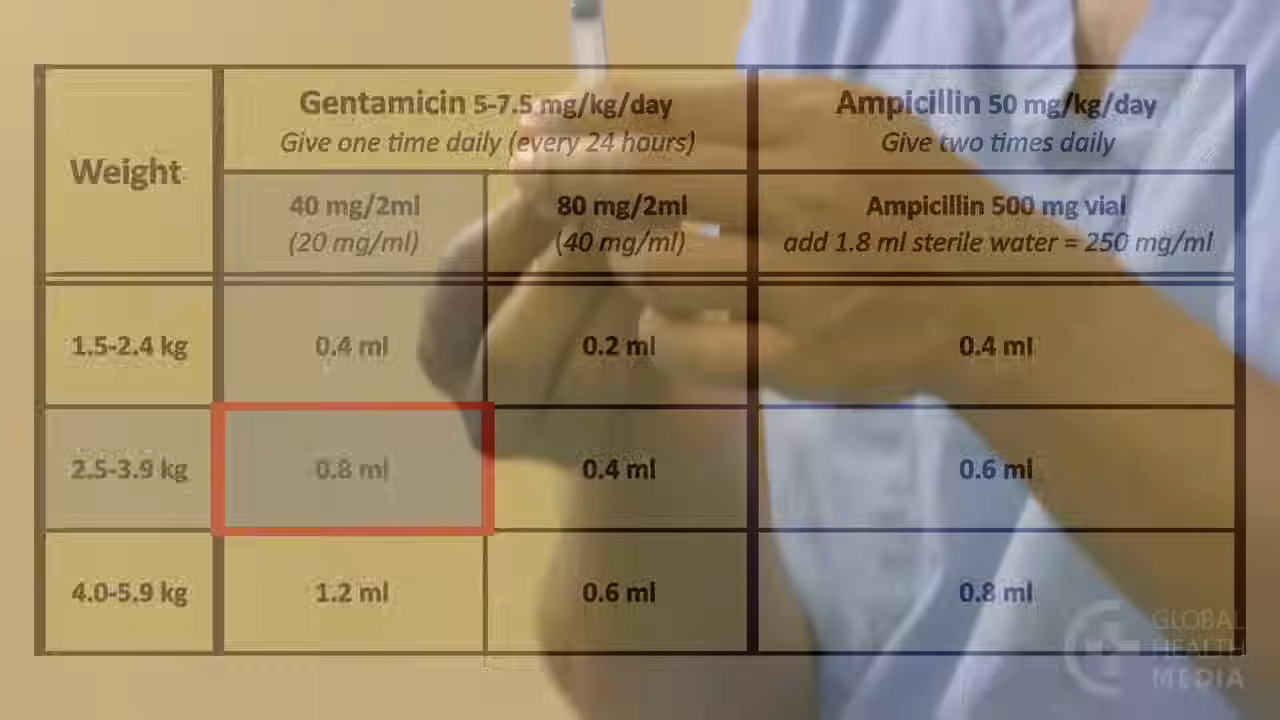 Weight
Gentamicin 5-7.5 mg/kg/day
Give one time daily (every 24 hours)
Ampicillin 50 mg/kg/day
Give two times daily
40 mg/2ml
(20 mg/ml)
80 mg/2ml
(40 mg/ml)
Ampicillin 500 mg vial
add 1.8 ml sterile water = 250 mg/ml
1.5-2.4 kg
0.4 ml
0.2 ml
0.4 ml
2.5-3.9 kg
0.8 ml
0.4 ml
0.6 ml
4.0-5.9 kg
1.2 ml
0.6 ml
0.8 ml
GLOBAL
HEALTH
MEDIA